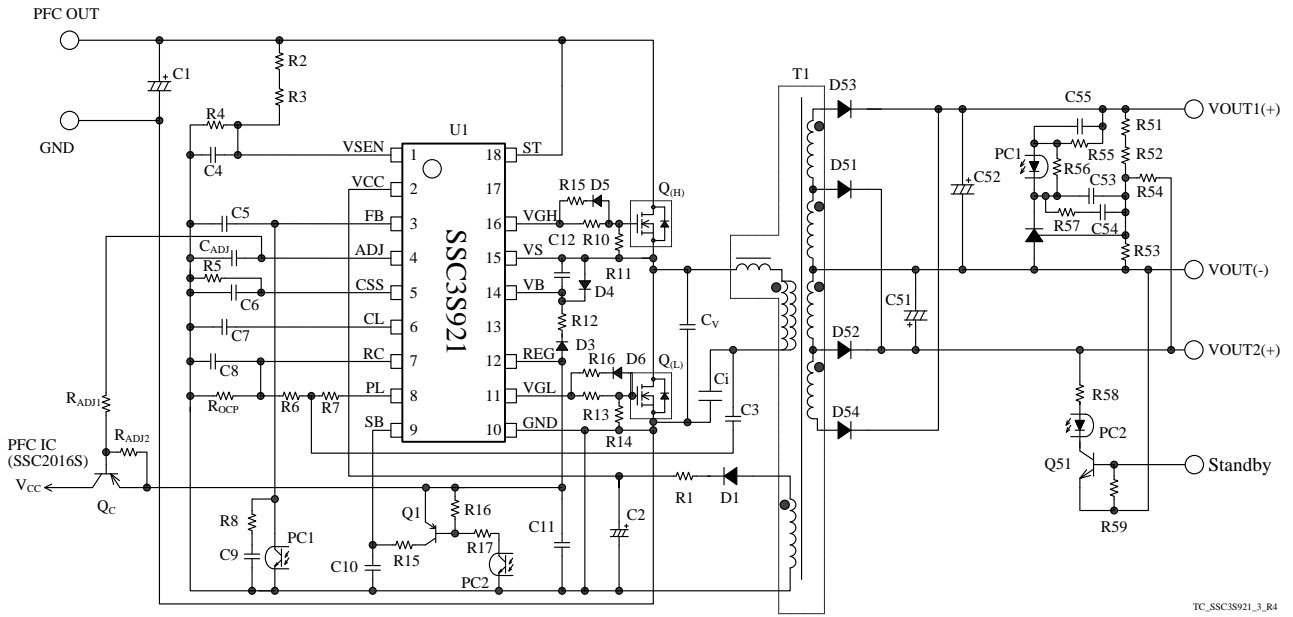 PFC OUT
GND
C1
R2
R3
R4
C4
U1
SSC3S921
VSEN 1
VCC 2
FB 3
ADJ 4
CSS 5
CL 6
RC 7
PL 8
SB 9
18 ST
17
16 VGH
15 VS
14 VB
13
12 REG
11 VGL
10 GND
C5
CADJ
R5
C6
C7
C8
ROCP
R6
R7
RADJ1
RADJ2
PFC IC
(SSC2016S)
VCC
QC
R8
C9
PC1
C10
R15
Q1
R16
R17
PC2
C11
C2
R1
D1
R15
D5
Q(H)
C12
R10
R11
D4
R12
D3
R16
D6
Q(L)
R13
R14
CV
Ci
C3
T1
D53
D51
D52
D54
C52
C51
C55
PC1
R55
R56
C53
R57
C54
R51
R52
R54
R53
VOUT1(+)
VOUT(-)
VOUT2(+)
R58
PC2
Q51
R59
Standby
TC_SSC3S921_3_R4